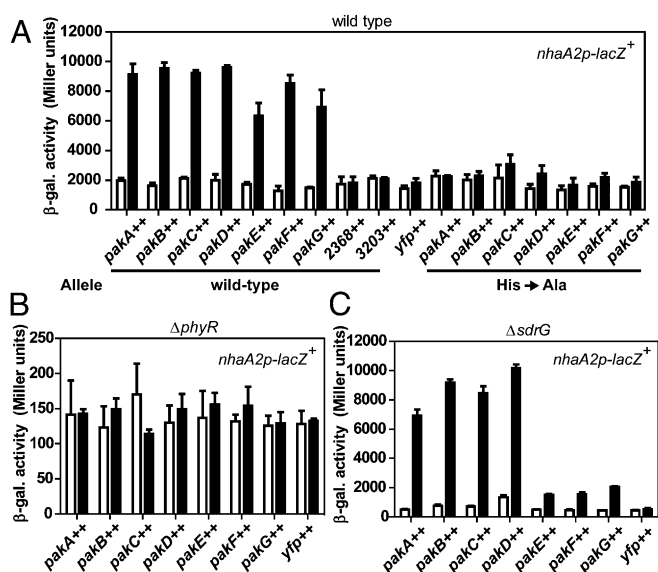 A
wild type
nhaA2p-lacZ+
β-gal. activity (Miller units)
12000
10000
8000
6000
4000
2000
0
pakA++ pakB++ pakC++ pakD++ pakE++ pakF++ pakG++ 2368++ 3203++ yfp++ pakA++ pakB++ pakC++ pakD++ pakE++ pakF++ pakG++
Allele wild-type His → Ala
B
ΔphyR
nhaA2p-lacZ+
β-gal. activity (Miller units)
250
200
150
100
50
0
pakA++ pakB++ pakC++ pakD++ pakE++ pakF++ pakG++ yfp++
C
ΔsdrG
nhaA2p-lacZ+
β-gal. activity (Miller units)
12000
10000
8000
6000
4000
2000
0
pakA++ pakB++ pakC++ pakD++ pakE++ pakF++ pakG++ yfp++